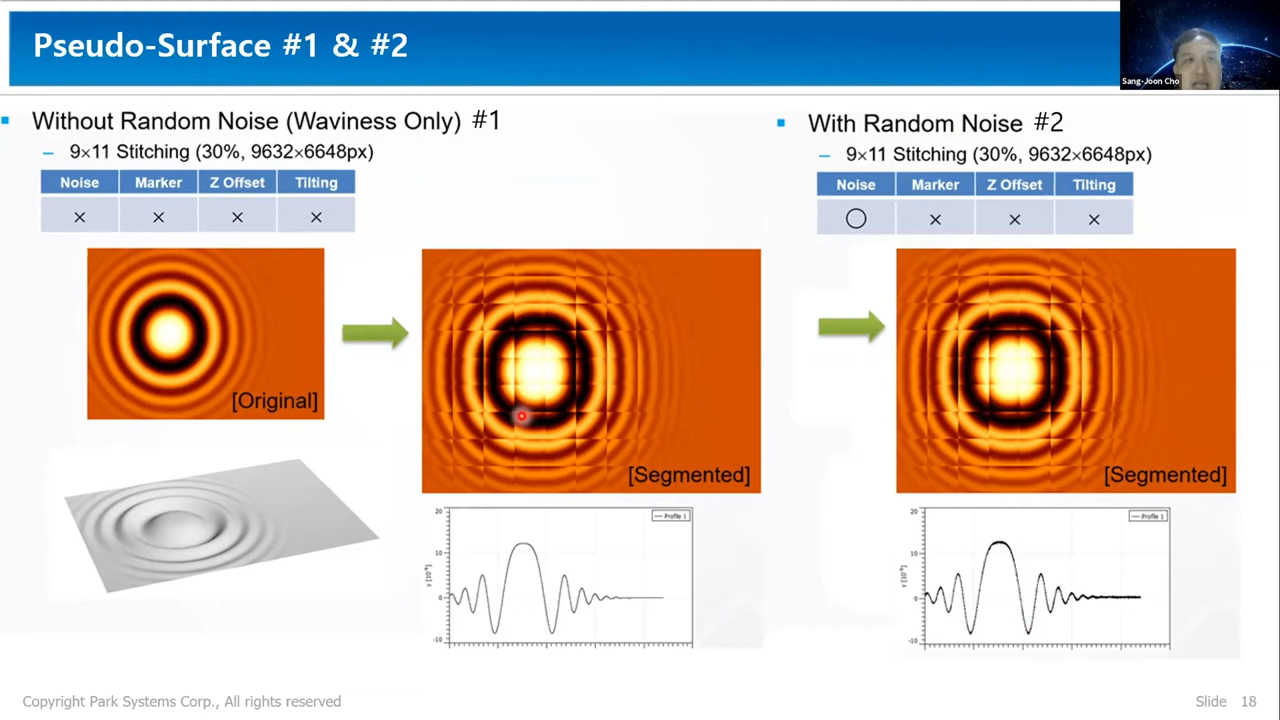 Pseudo-Surface #1 & #2
Sang-Joon Cho
Without Random Noise (Waviness Only) #1
– 9×11 Stitching (30%, 9632×6648px)
Noise Marker Z Offset Tilting
× × × ×
[Original]
[Segmented]
20
10
0
-10
y [10⁻⁹]
Profile 1
With Random Noise #2
– 9×11 Stitching (30%, 9632×6648px)
Noise Marker Z Offset Tilting
○ × × ×
[Segmented]
20
10
0
-10
Profile 1
Copyright Park Systems Corp., All rights reserved
Slide 18